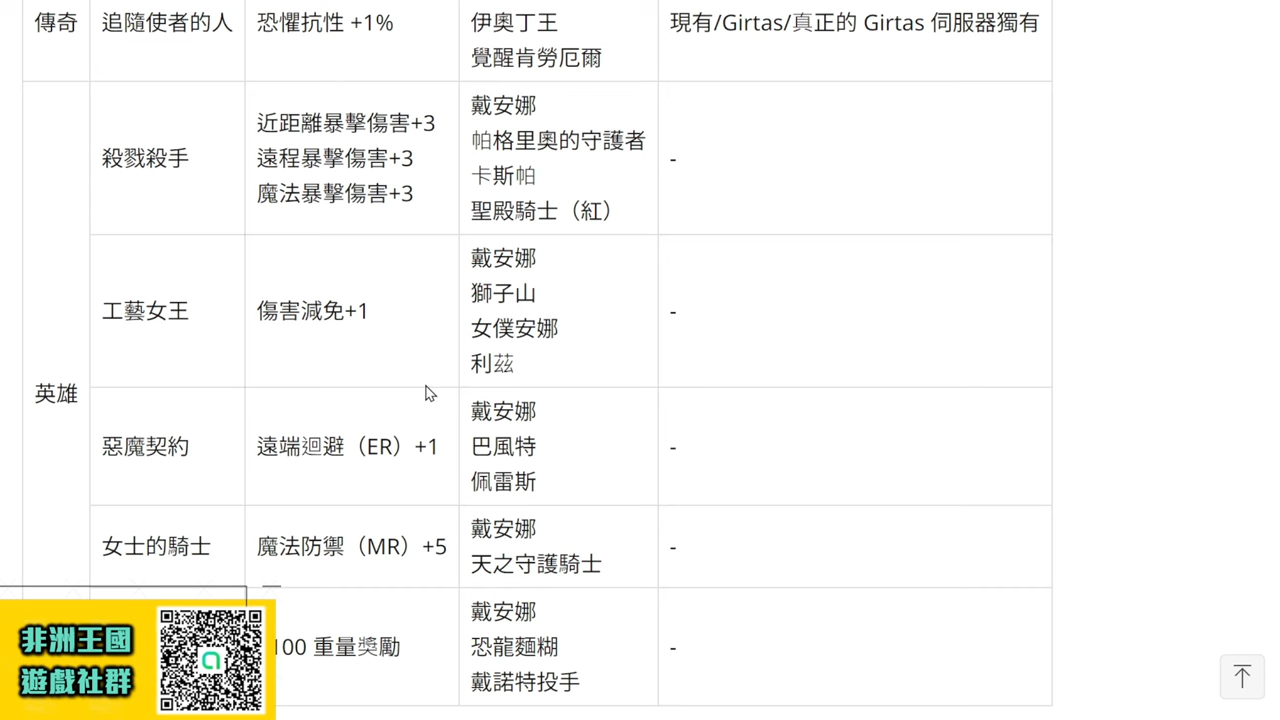 傳奇
追隨使者的人
恐懼抗性 +1%
伊奧丁王
覺醒肯勞厄爾
現有/Girtas/真正的 Girtas 伺服器獨有
英雄
殺戮殺手
近距離暴擊傷害+3
遠程暴擊傷害+3
魔法暴擊傷害+3
戴安娜
帕格里奧的守護者
卡斯帕
聖殿騎士（紅）
-
工藝女王
傷害減免+1
戴安娜
獅子山
女僕安娜
利茲
-
惡魔契約
遠端迴避（ER）+1
戴安娜
巴風特
佩雷斯
-
女士的騎士
魔法防禦（MR）+5
戴安娜
天之守護騎士
-
100 重量獎勵
戴安娜
恐龍麵糊
戴諾特投手
-
非洲王國
遊戲社群